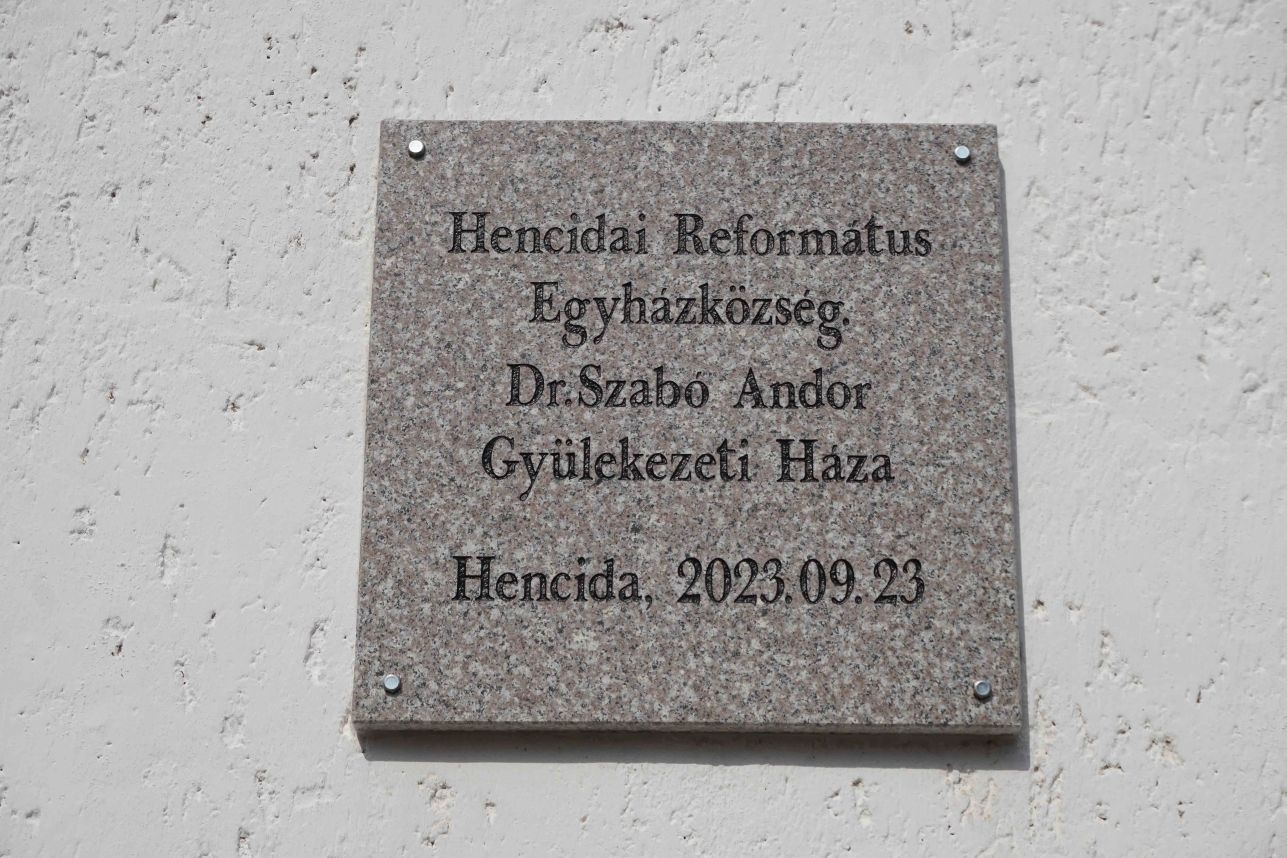 Hencidai Református
Egyházközség.
Dr.Szabó Andor
Gyülekezeti Háza
Hencida, 2023.09.23